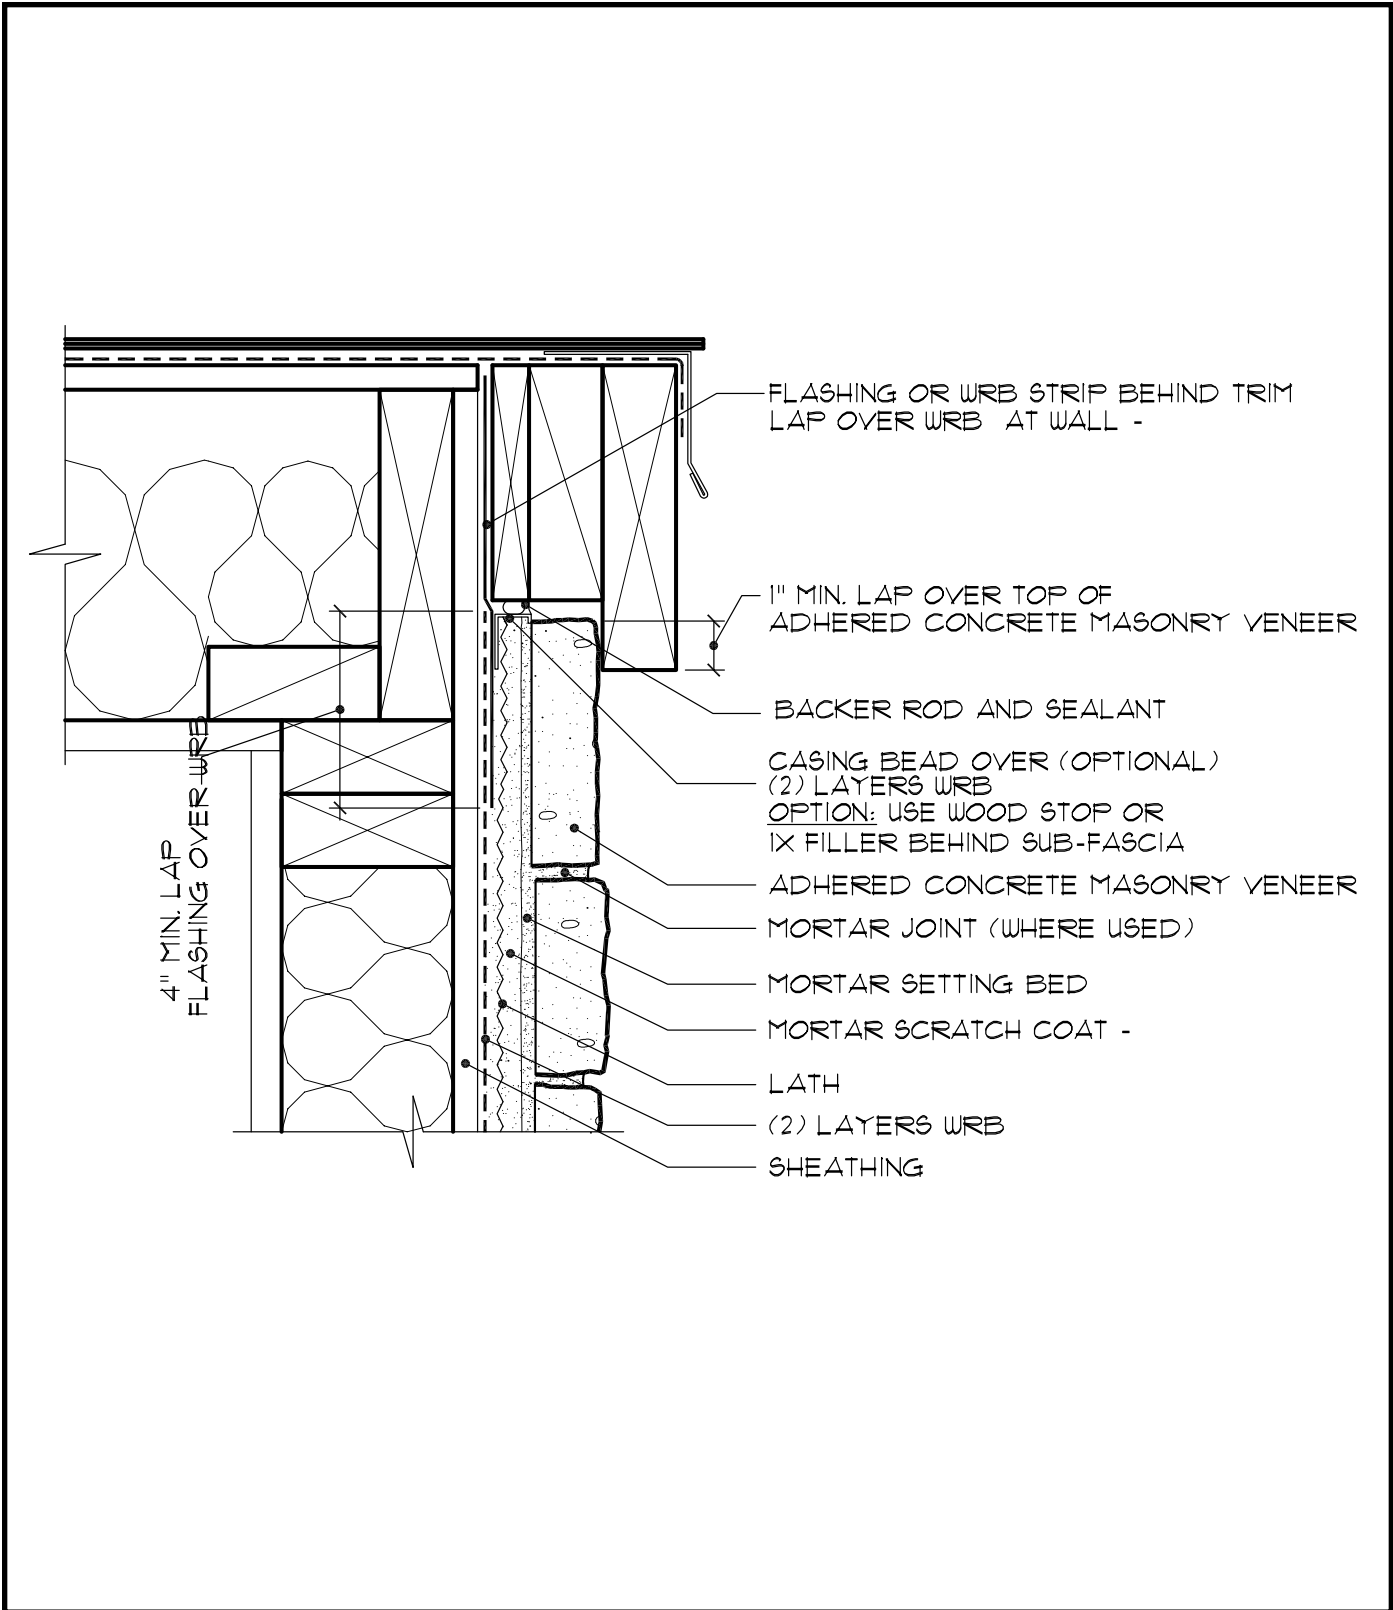 FLASHING OR WRB STRIP BEHIND TRIM
LAP OVER WRB AT WALL -
1" MIN. LAP OVER TOP OF
ADHERED CONCRETE MASONRY VENEER
BACKER ROD AND SEALANT
CASING BEAD OVER (OPTIONAL)
(2) LAYERS WRB
OPTION: USE WOOD STOP OR
1X FILLER BEHIND SUB-FASCIA
ADHERED CONCRETE MASONRY VENEER
MORTAR JOINT (WHERE USED)
MORTAR SETTING BED
MORTAR SCRATCH COAT -
LATH
(2) LAYERS WRB
SHEATHING
4" MIN. LAP
FLASHING OVER WRB